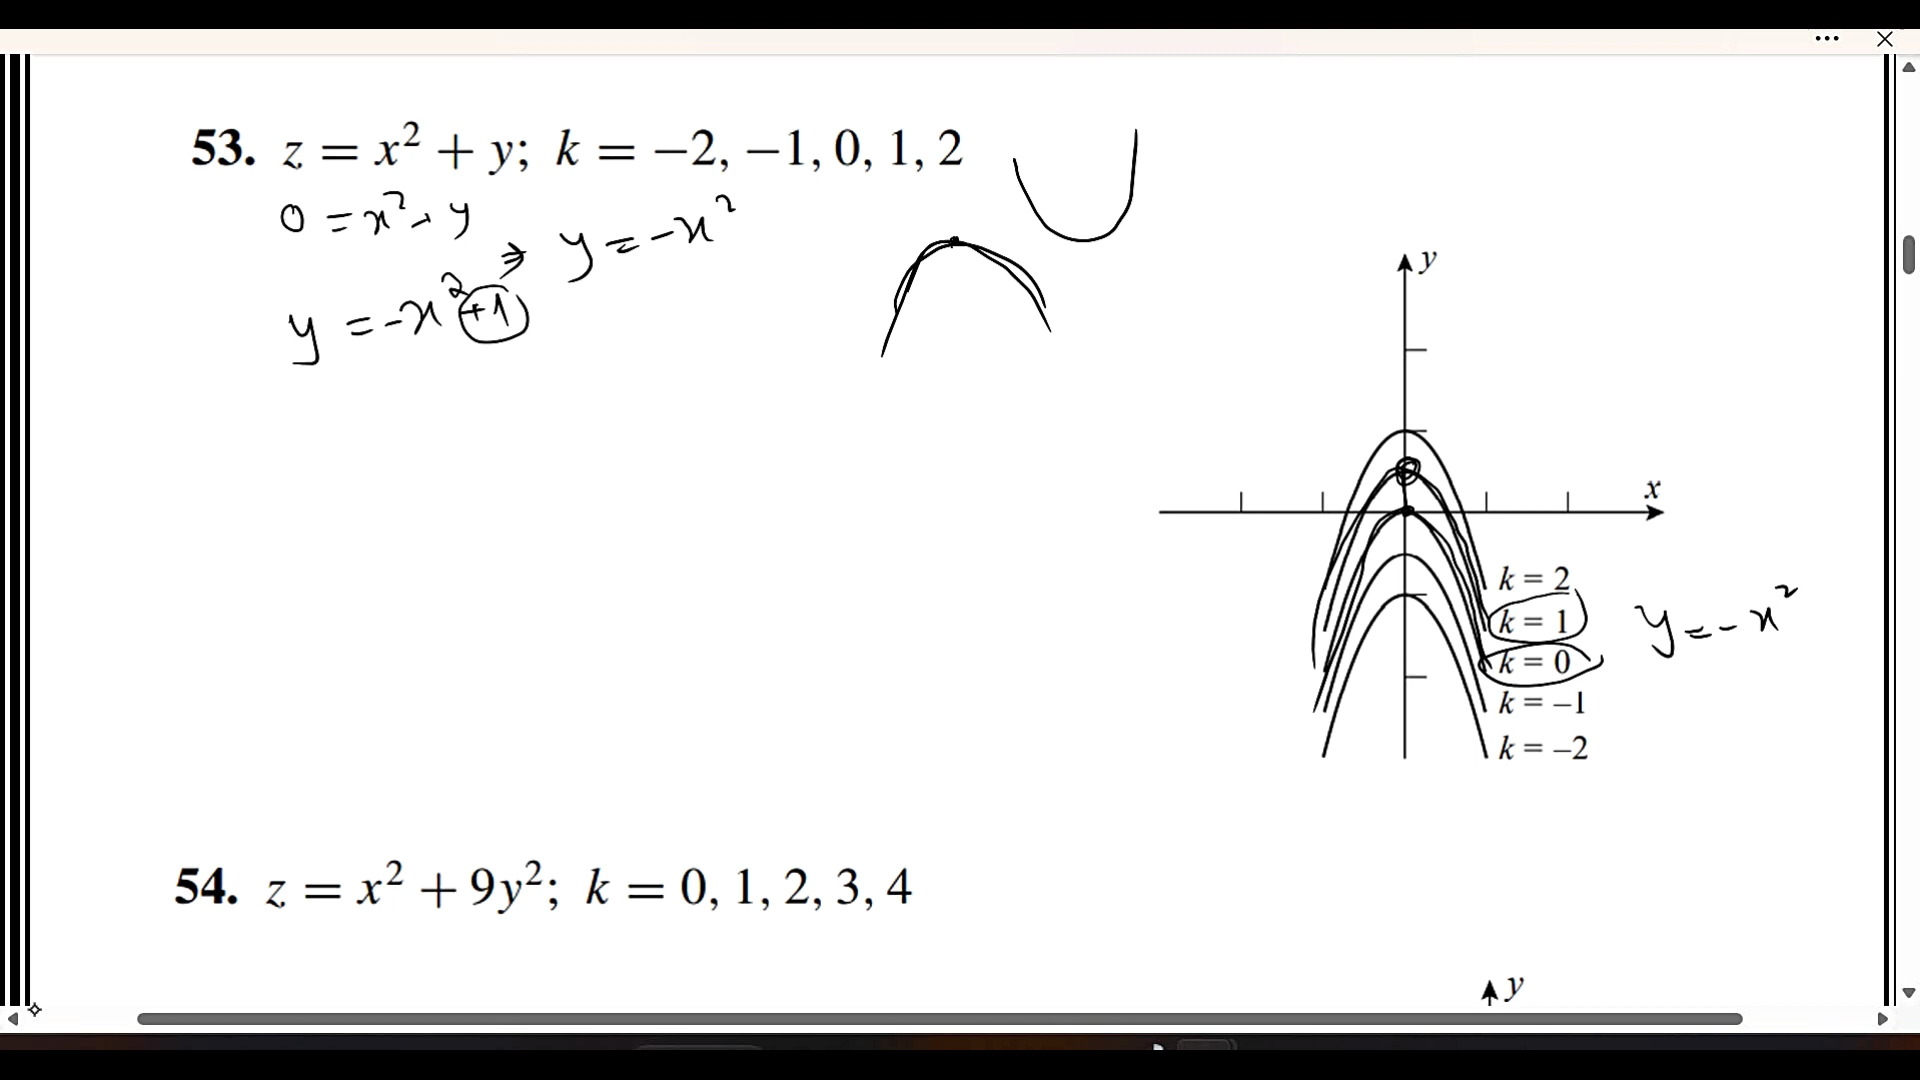 53. z = x² + y; k = −2, −1, 0, 1, 2
0 = x² + y
⇒ y = -x²
y = -x² +1
y
x
k = 2
k = 1
k = 0
k = −1
k = −2
y = -x²
54. z = x² + 9y²; k = 0, 1, 2, 3, 4
y